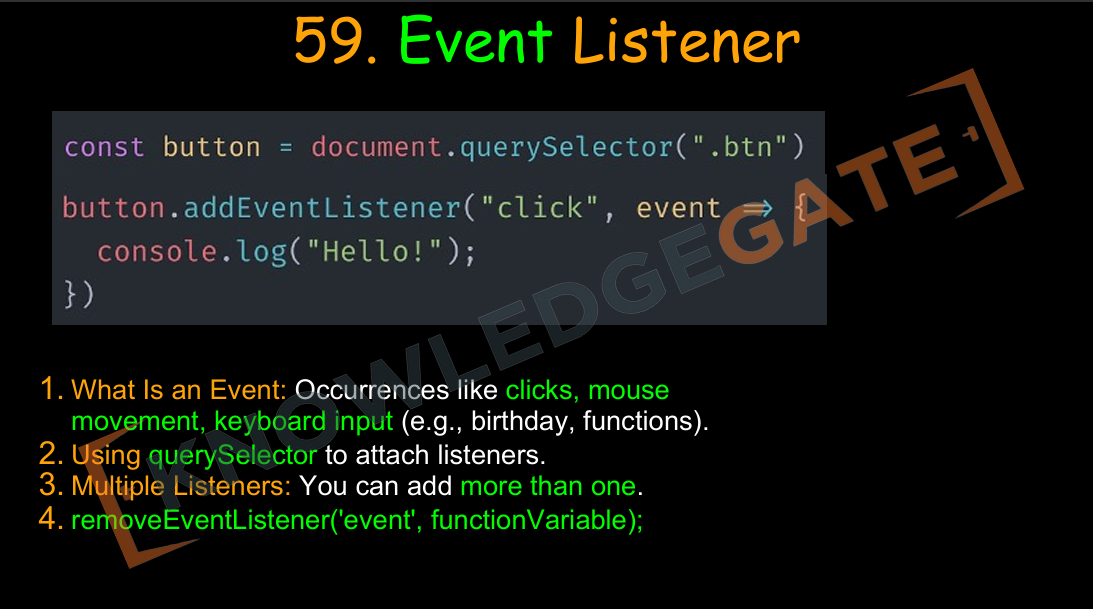 59. Event Listener
const button = document.querySelector(".btn")
button.addEventListener("click", event => {
console.log("Hello!");
})
1. What Is an Event: Occurrences like clicks, mouse
movement, keyboard input (e.g., birthday, functions).
2. Using querySelector to attach listeners.
3. Multiple Listeners: You can add more than one.
4. removeEventListener('event', functionVariable);
KNOWLEDGEGATE